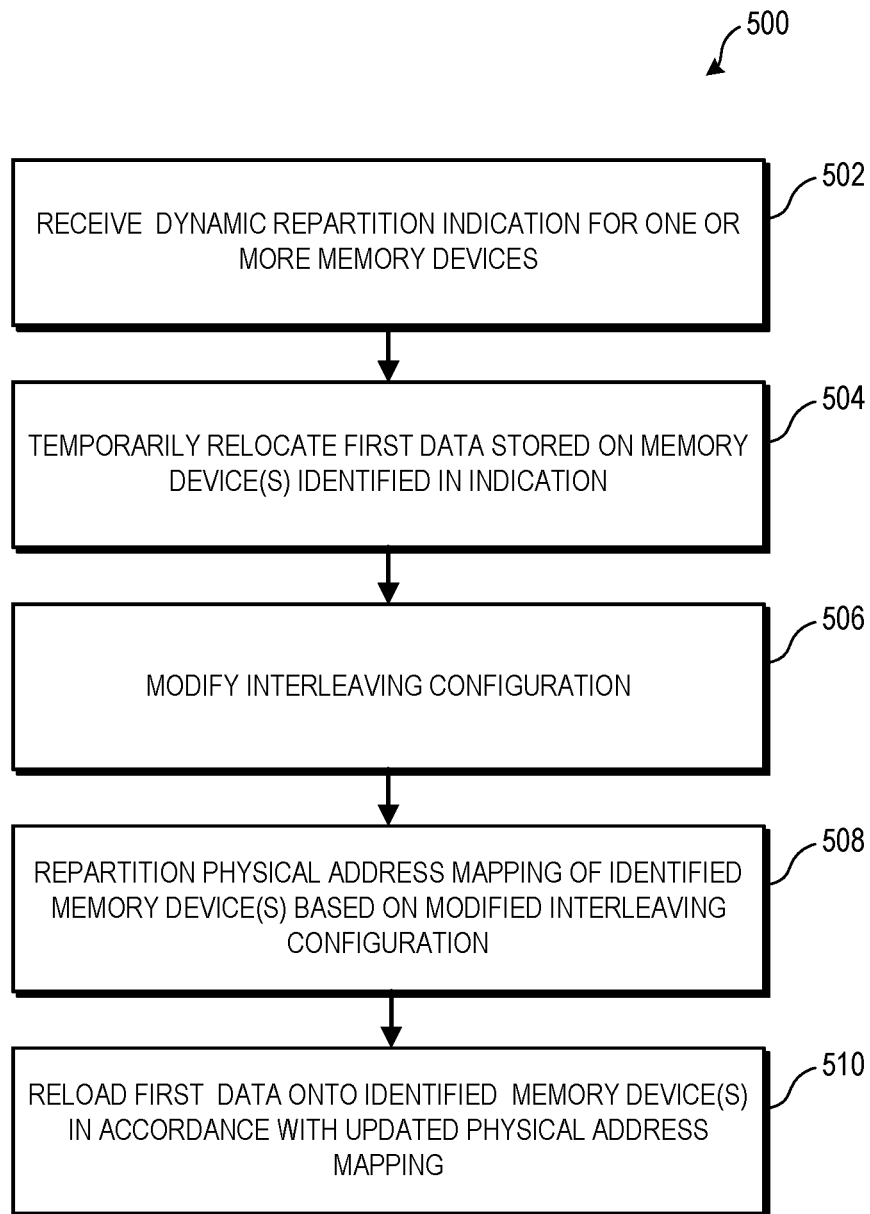 500
502
RECEIVE DYNAMIC REPARTITION INDICATION FOR ONE OR
MORE MEMORY DEVICES
504
TEMPORARILY RELOCATE FIRST DATA STORED ON MEMORY
DEVICE(S) IDENTIFIED IN INDICATION
506
MODIFY INTERLEAVING CONFIGURATION
508
REPARTITION PHYSICAL ADDRESS MAPPING OF IDENTIFIED
MEMORY DEVICE(S) BASED ON MODIFIED INTERLEAVING
CONFIGURATION
510
RELOAD FIRST DATA ONTO IDENTIFIED MEMORY DEVICE(S)
IN ACCORDANCE WITH UPDATED PHYSICAL ADDRESS
MAPPING